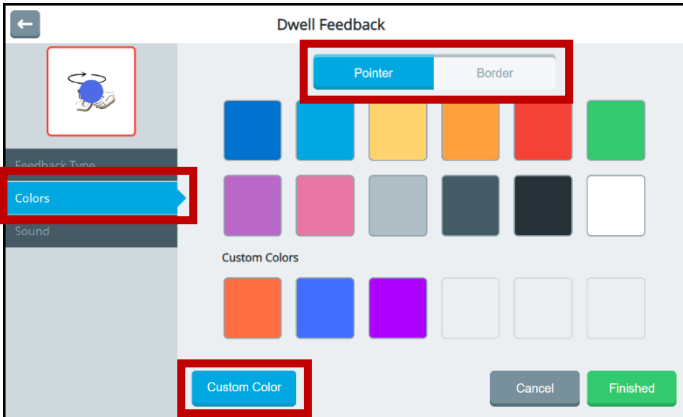 Dwell Feedback
Pointer
Border
Feedback Type
Colors
Sound
Custom Colors
Custom Color
Cancel
Finished